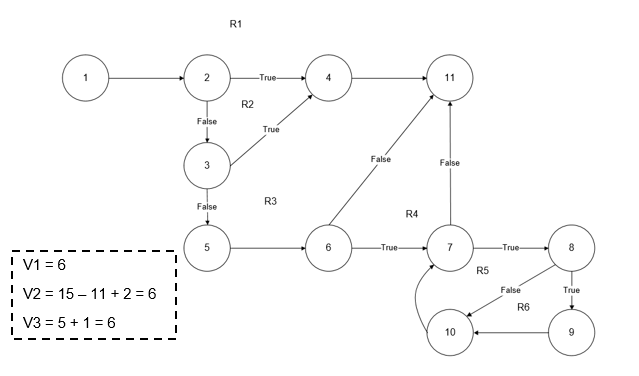 R1
1
2
True
4
11
R2
False
True
False
3
False
False
R3
R4
5
6
True
7
True
8
R5
False
True
R6
10
9
V1 = 6
V2 = 15 – 11 + 2 = 6
V3 = 5 + 1 = 6